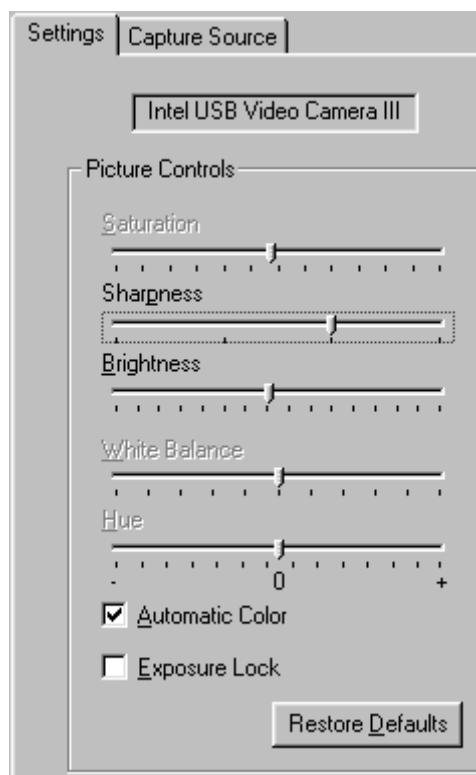 Settings Capture Source
Intel USB Video Camera III
Picture Controls
Saturation
Sharpness
Brightness
White Balance
Hue
- 0 +
Automatic Color
Exposure Lock
Restore Defaults